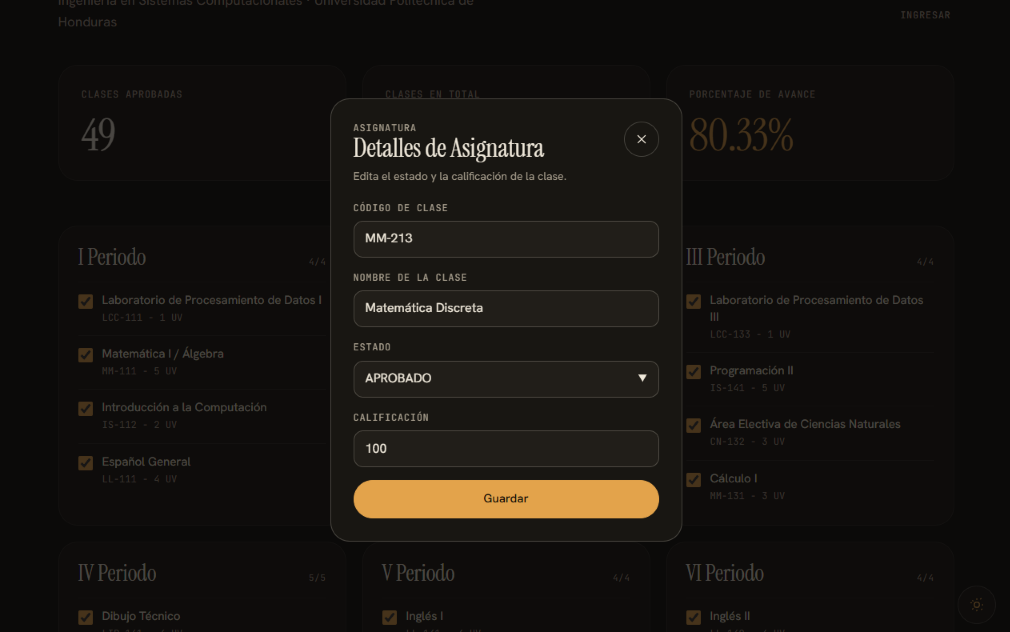 Ingeniería en Sistemas Computacionales · Universidad Politécnica de
Honduras
INGRESAR
CLASES APROBADAS
49
CLASES EN TOTAL
PORCENTAJE DE AVANCE
80.33%
ASIGNATURA
Detalles de Asignatura
Edita el estado y la calificación de la clase.
CÓDIGO DE CLASE
MM-213
NOMBRE DE LA CLASE
Matemática Discreta
ESTADO
APROBADO
CALIFICACIÓN
100
Guardar
I Periodo
4/4
Laboratorio de Procesamiento de Datos I
LCC-111 - 1 UV
Matemática I / Álgebra
MM-111 - 5 UV
Introducción a la Computación
IS-112 - 2 UV
Español General
LL-111 - 4 UV
III Periodo
4/4
Laboratorio de Procesamiento de Datos
III
LCC-133 - 1 UV
Programación II
IS-141 - 5 UV
Área Electiva de Ciencias Naturales
CN-132 - 3 UV
Cálculo I
MM-131 - 3 UV
IV Periodo
5/5
Dibujo Técnico
V Periodo
4/4
Inglés I
VI Periodo
4/4
Inglés II